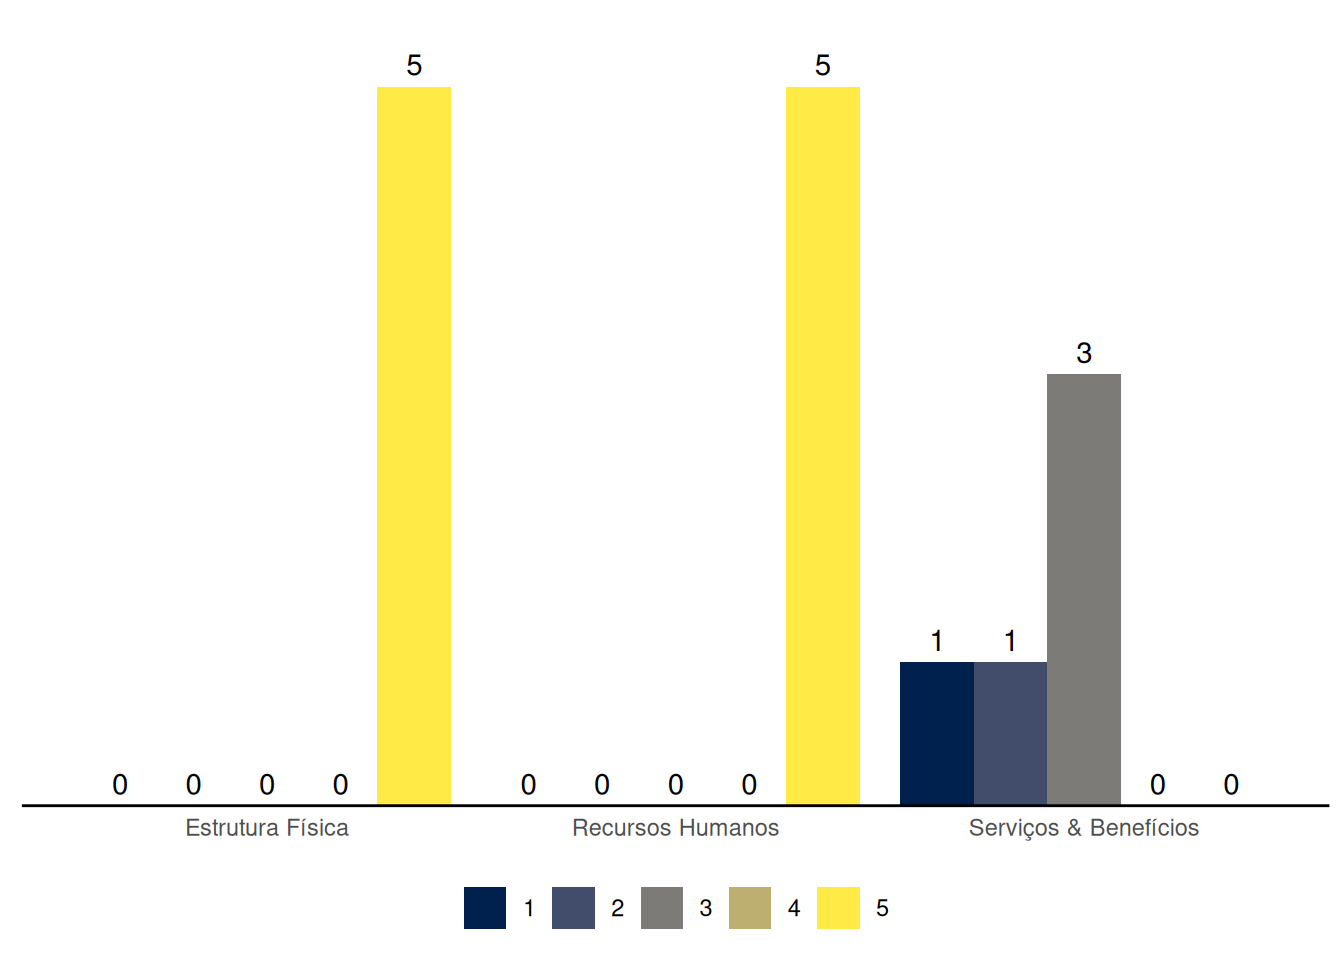 5 5
3
1 1
0 0 0 0 0 0 0 0 0 0
Estrutura Física Recursos Humanos Serviços & Benefícios
1 2 3 4 5